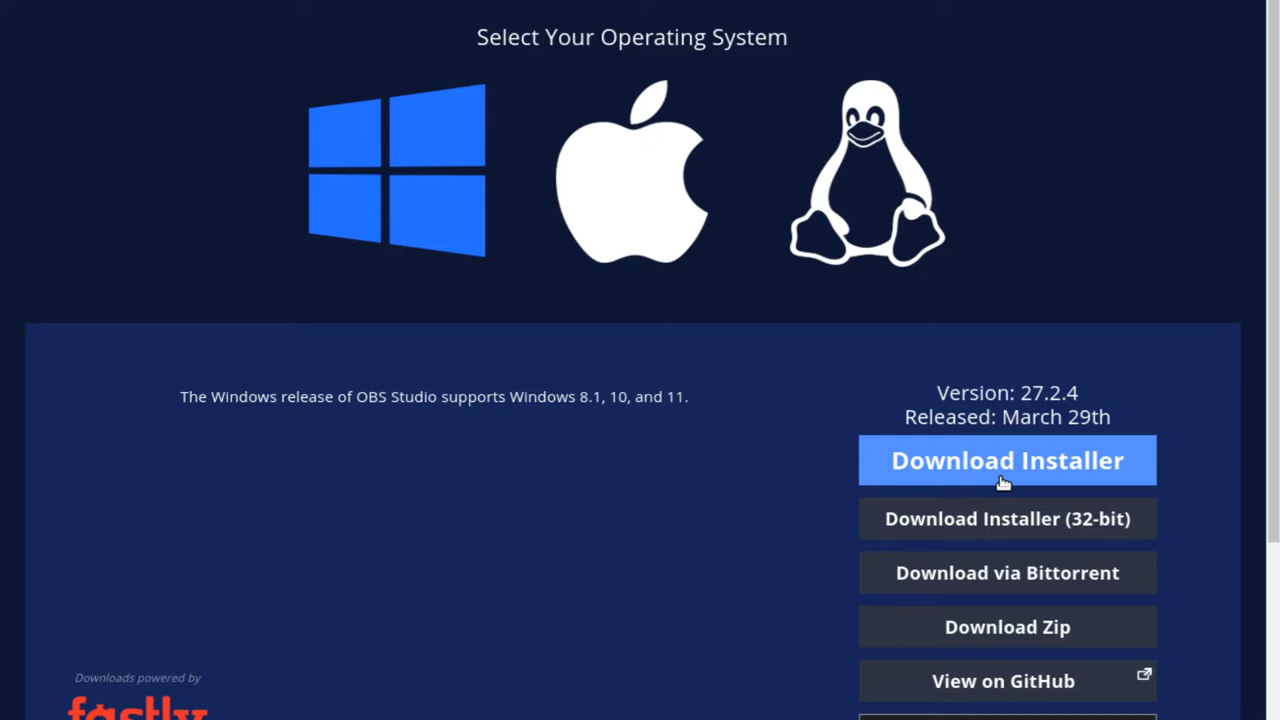 Select Your Operating System
The Windows release of OBS Studio supports Windows 8.1, 10, and 11.
Version: 27.2.4
Released: March 29th
Download Installer
Download Installer (32-bit)
Download via Bittorrent
Download Zip
View on GitHub
Downloads powered by
fastly